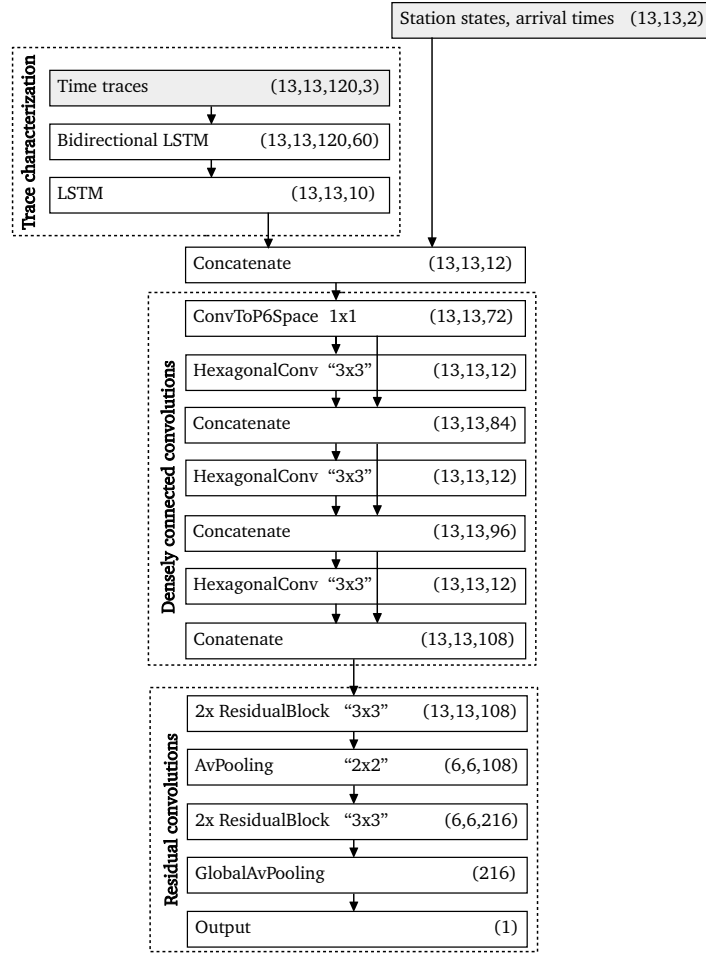 Station states, arrival times (13,13,2)
Trace characterization
Time traces (13,13,120,3)
Bidirectional LSTM (13,13,120,60)
LSTM (13,13,10)
Concatenate (13,13,12)
Densely connected convolutions
ConvToP6Space 1x1 (13,13,72)
HexagonalConv “3x3” (13,13,12)
Concatenate (13,13,84)
HexagonalConv “3x3” (13,13,12)
Concatenate (13,13,96)
HexagonalConv “3x3” (13,13,12)
Conatenate (13,13,108)
Residual convolutions
2x ResidualBlock “3x3” (13,13,108)
AvPooling “2x2” (6,6,108)
2x ResidualBlock “3x3” (6,6,216)
GlobalAvPooling (216)
Output (1)